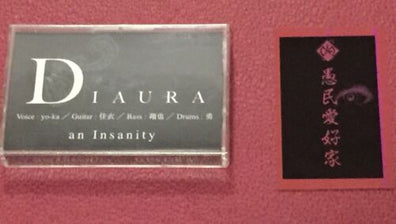 DIAURA
Voice : yo-ka ／ Guitar : 佳衣 ／ Bass : 翔也 ／ Drums : 勇
an Insanity
愚民愛好家